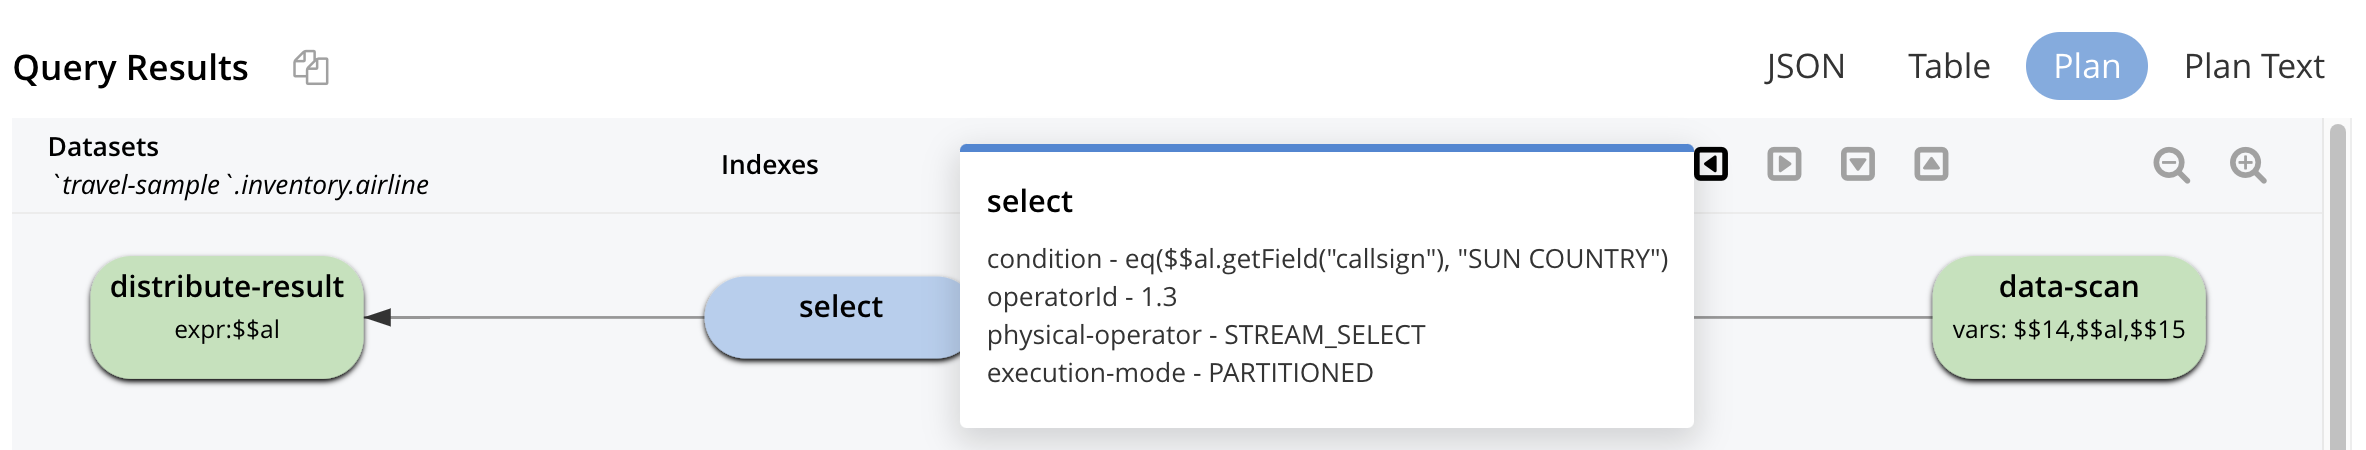 Query Results
JSON Table Plan Plan Text
Datasets
`travel-sample`.inventory.airline
Indexes
select
condition - eq($$al.getField("callsign"), "SUN COUNTRY")
operatorId - 1.3
physical-operator - STREAM_SELECT
execution-mode - PARTITIONED
distribute-result
expr:$$al
select
data-scan
vars: $$14,$$al,$$15